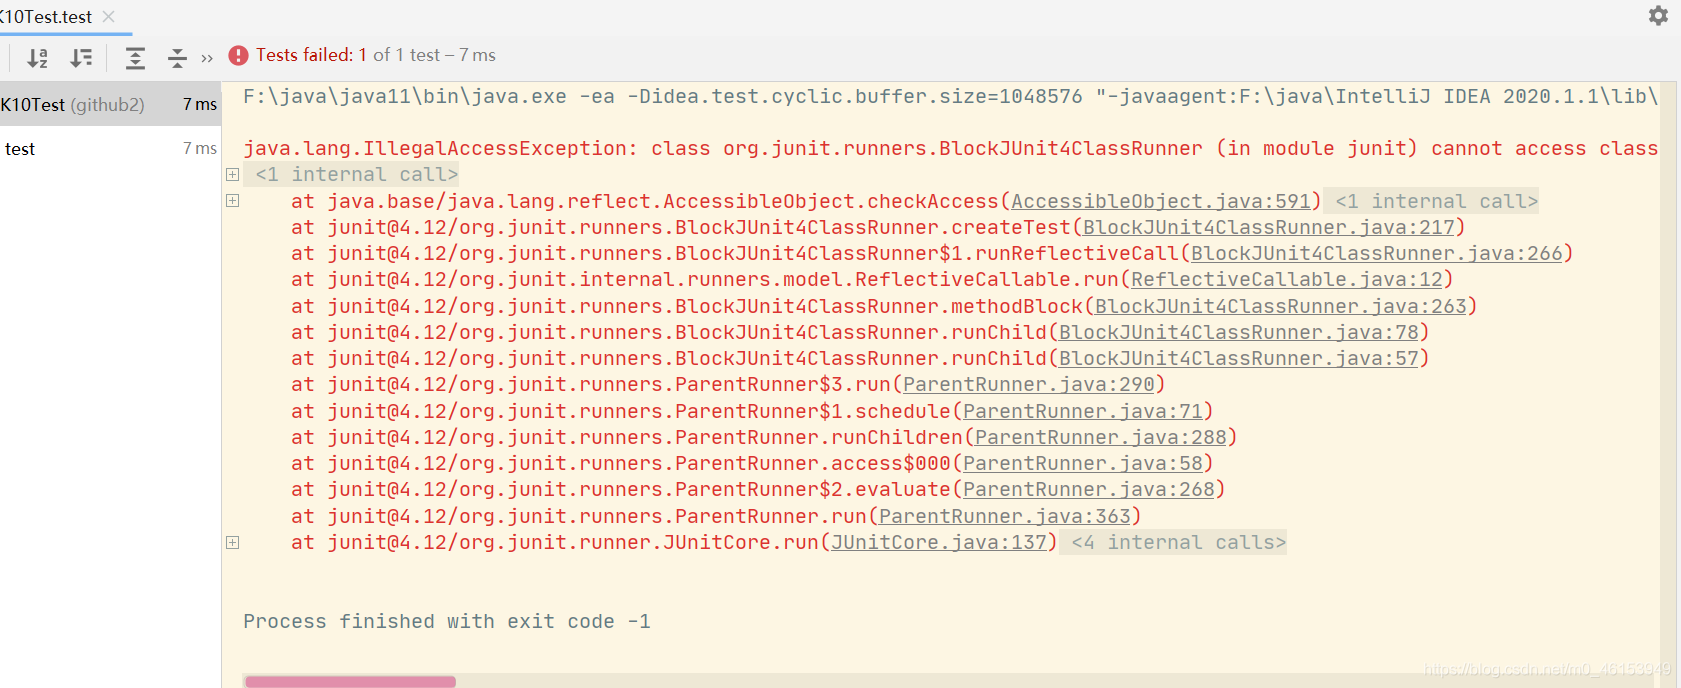 K10Test.test
Tests failed: 1 of 1 test – 7 ms
K10Test (github2) 7 ms
test 7 ms
F:\java\java11\bin\java.exe -ea -Didea.test.cyclic.buffer.size=1048576 "-javaagent:F:\java\IntelliJ IDEA 2020.1.1\lib\
java.lang.IllegalAccessException: class org.junit.runners.BlockJUnit4ClassRunner (in module junit) cannot access class
<1 internal call>
at java.base/java.lang.reflect.AccessibleObject.checkAccess(AccessibleObject.java:591) <1 internal call>
at junit@4.12/org.junit.runners.BlockJUnit4ClassRunner.createTest(BlockJUnit4ClassRunner.java:217)
at junit@4.12/org.junit.runners.BlockJUnit4ClassRunner$1.runReflectiveCall(BlockJUnit4ClassRunner.java:266)
at junit@4.12/org.junit.internal.runners.model.ReflectiveCallable.run(ReflectiveCallable.java:12)
at junit@4.12/org.junit.runners.BlockJUnit4ClassRunner.methodBlock(BlockJUnit4ClassRunner.java:263)
at junit@4.12/org.junit.runners.BlockJUnit4ClassRunner.runChild(BlockJUnit4ClassRunner.java:78)
at junit@4.12/org.junit.runners.BlockJUnit4ClassRunner.runChild(BlockJUnit4ClassRunner.java:57)
at junit@4.12/org.junit.runners.ParentRunner$3.run(ParentRunner.java:290)
at junit@4.12/org.junit.runners.ParentRunner$1.schedule(ParentRunner.java:71)
at junit@4.12/org.junit.runners.ParentRunner.runChildren(ParentRunner.java:288)
at junit@4.12/org.junit.runners.ParentRunner.access$000(ParentRunner.java:58)
at junit@4.12/org.junit.runners.ParentRunner$2.evaluate(ParentRunner.java:268)
at junit@4.12/org.junit.runners.ParentRunner.run(ParentRunner.java:363)
at junit@4.12/org.junit.runner.JUnitCore.run(JUnitCore.java:137) <4 internal calls>
Process finished with exit code -1
https://blog.csdn.net/m0_46153949